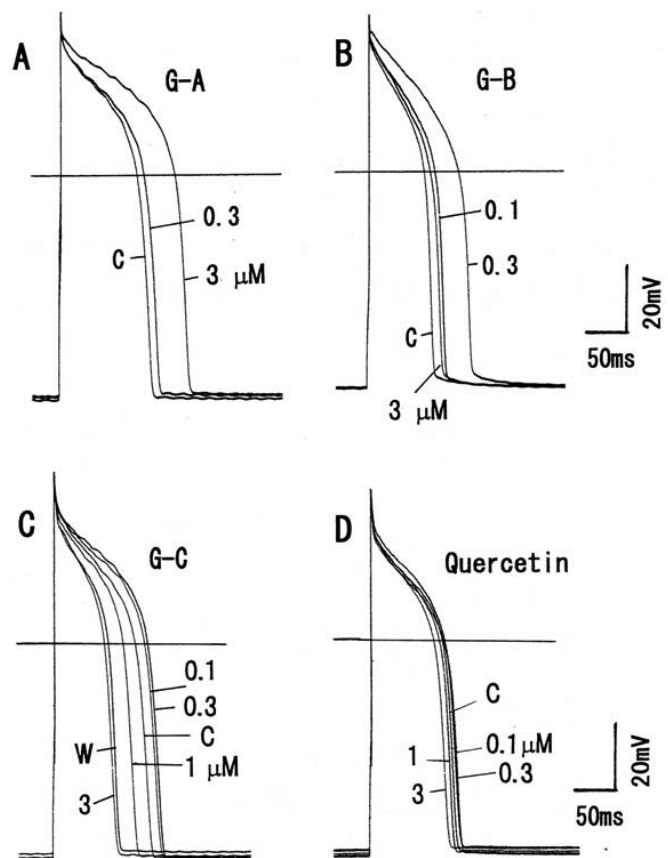 A
G-A
0.3
C
3 μM
B
G-B
0.1
0.3
C
3 μM
20mV
50ms
C
G-C
0.1
0.3
W
C
1 μM
3
D
Quercetin
C
0.1μM
1
0.3
3
20mV
50ms